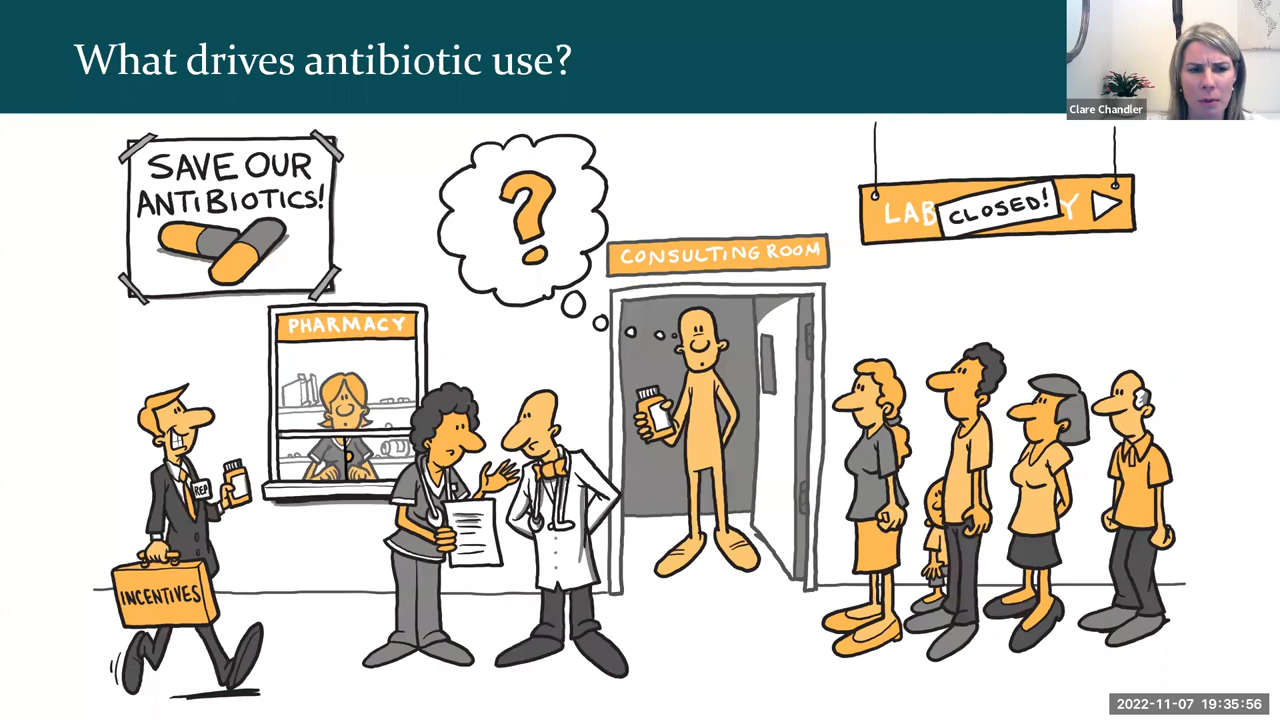 What drives antibiotic use?
Clare Chandler
SAVE OUR
ANTIBIOTICS!
?
CONSULTING ROOM
LAB
CLOSED!
Y
PHARMACY
REP
INCENTIVES
2022-11-07 19:35:56